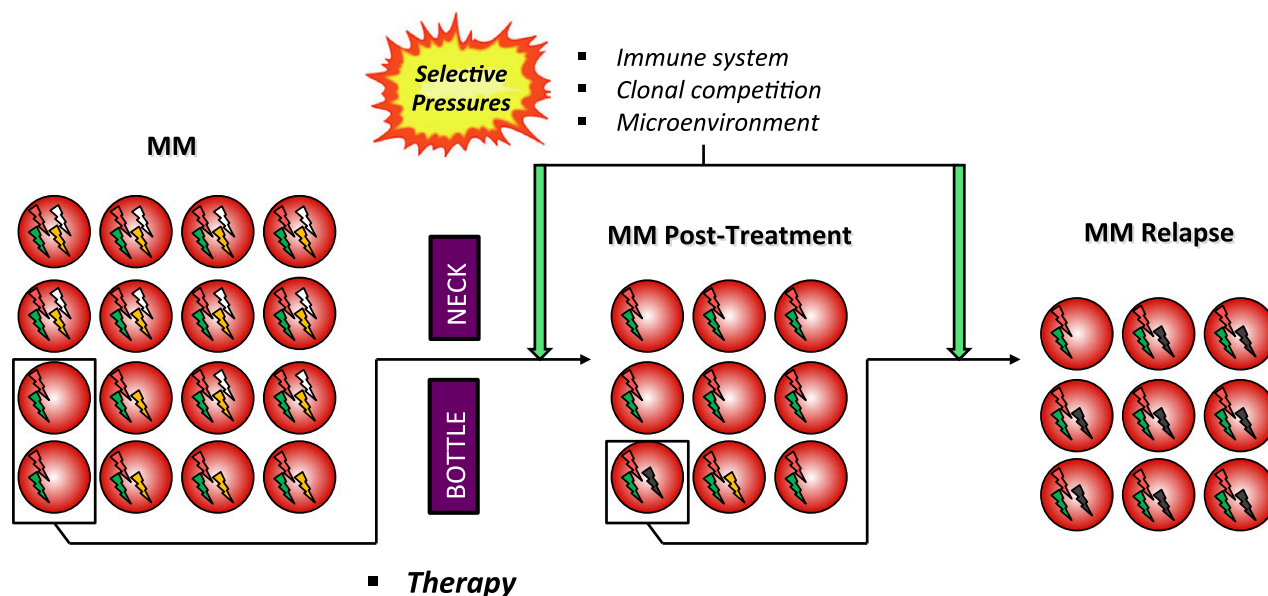 Selective
Pressures
▪ Immune system
▪ Clonal competition
▪ Microenvironment
MM
NECK
BOTTLE
MM Post-Treatment
MM Relapse
▪ Therapy